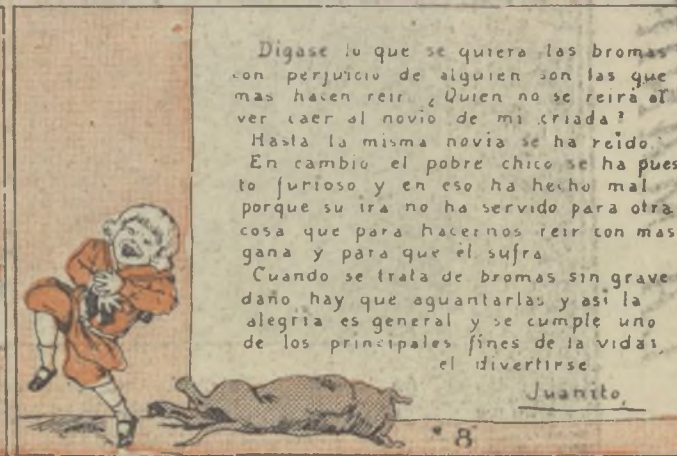 Digase lo que se quiera las bromas
con perjuicio de alguien son las que
mas hacen reir ¿Quien no se reirá al
ver caer al novio de mi criada?
Hasta la misma novia se ha reido
En cambio el pobre chico se ha pues
to furioso y en eso ha hecho mal
porque su ira no ha servido para otra
cosa que para hacernos reir con mas
gana y para que él sufra
Cuando se trata de bromas sin grave
daño hay que aguantarlas y asi la
alegria es general y se cumple uno
de los principales fines de la vida,
el divertirse
Juanito.
8